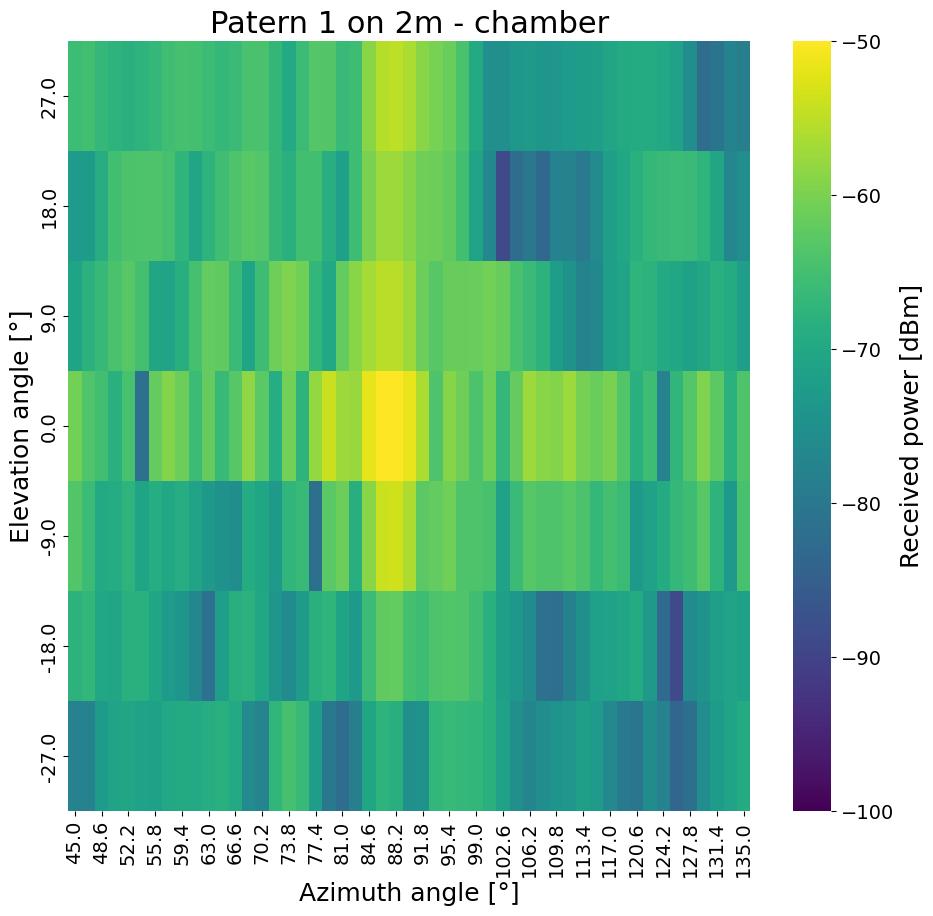 Patern 1 on 2m - chamber
Elevation angle [°]
27.0
18.0
9.0
0.0
-9.0
-18.0
-27.0
45.0 48.6 52.2 55.8 59.4 63.0 66.6 70.2 73.8 77.4 81.0 84.6 88.2 91.8 95.4 99.0 102.6 106.2 109.8 113.4 117.0 120.6 124.2 127.8 131.4 135.0
Azimuth angle [°]
−50
−60
−70
−80
−90
−100
Received power [dBm]